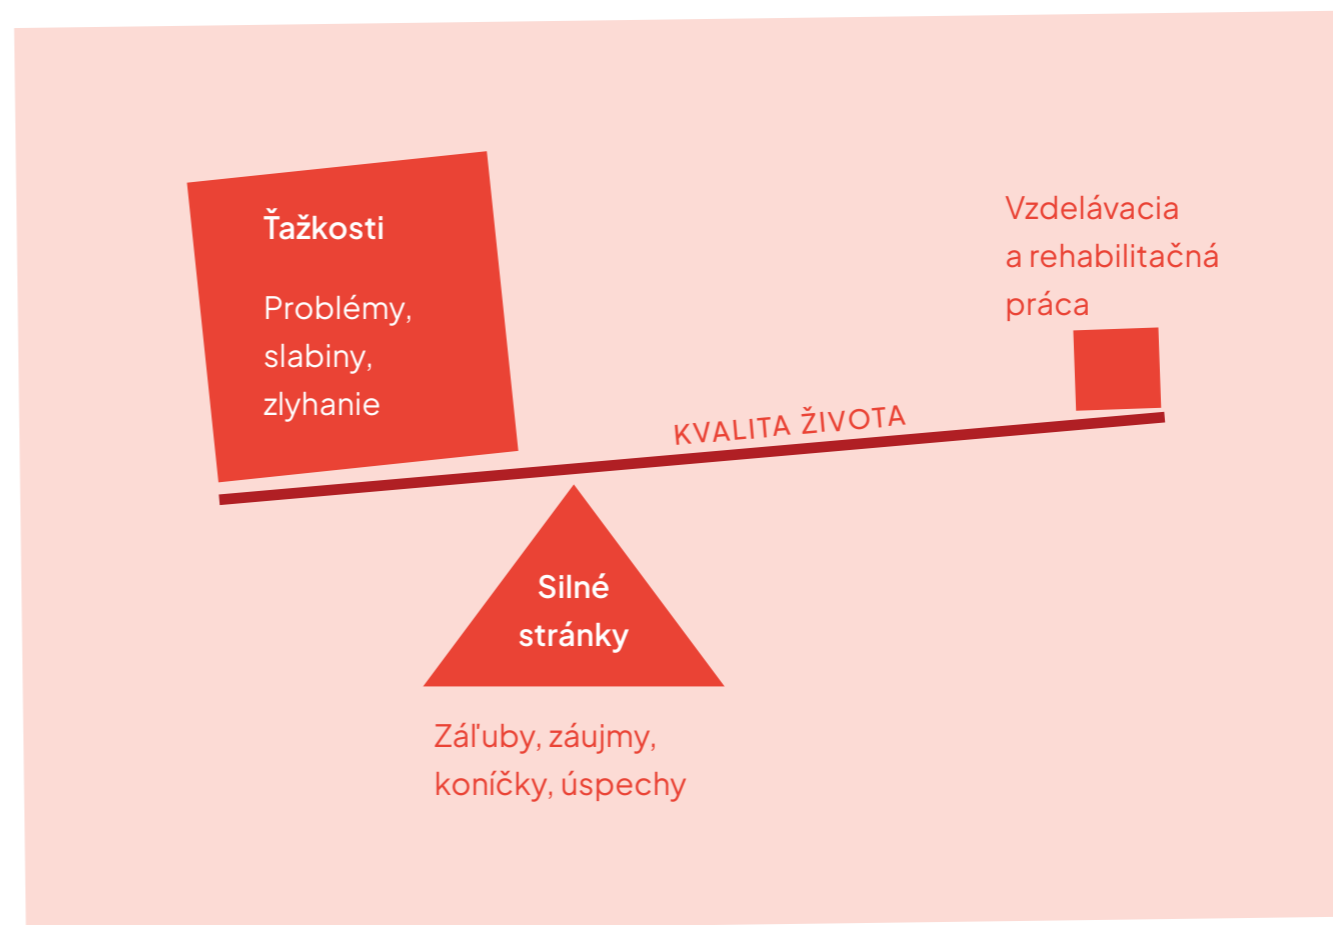 Ťažkosti
Problémy,
slabiny,
zlyhanie
Vzdelávacia
a rehabilitačná
práca
KVALITA ŽIVOTA
Silné
stránky
Záľuby, záujmy,
koníčky, úspechy